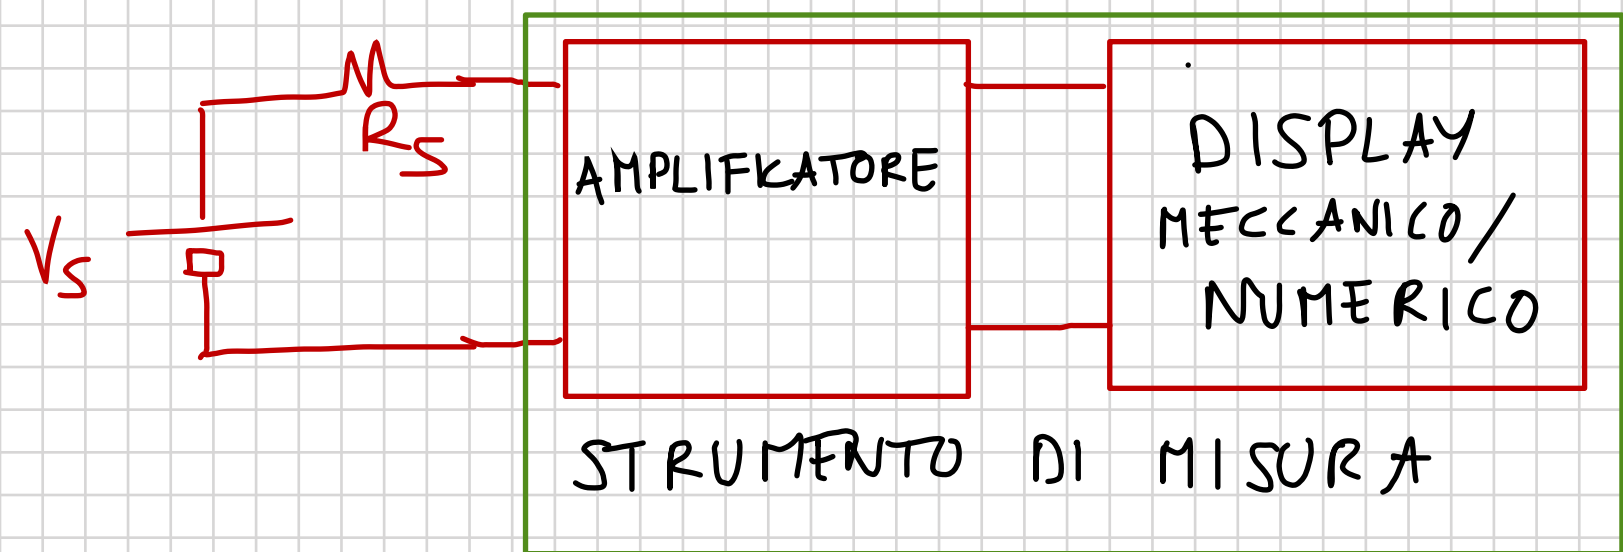 RS
VS
AMPLIFICATORE
DISPLAY
MECCANICO/
NUMERICO
STRUMENTO DI MISURA